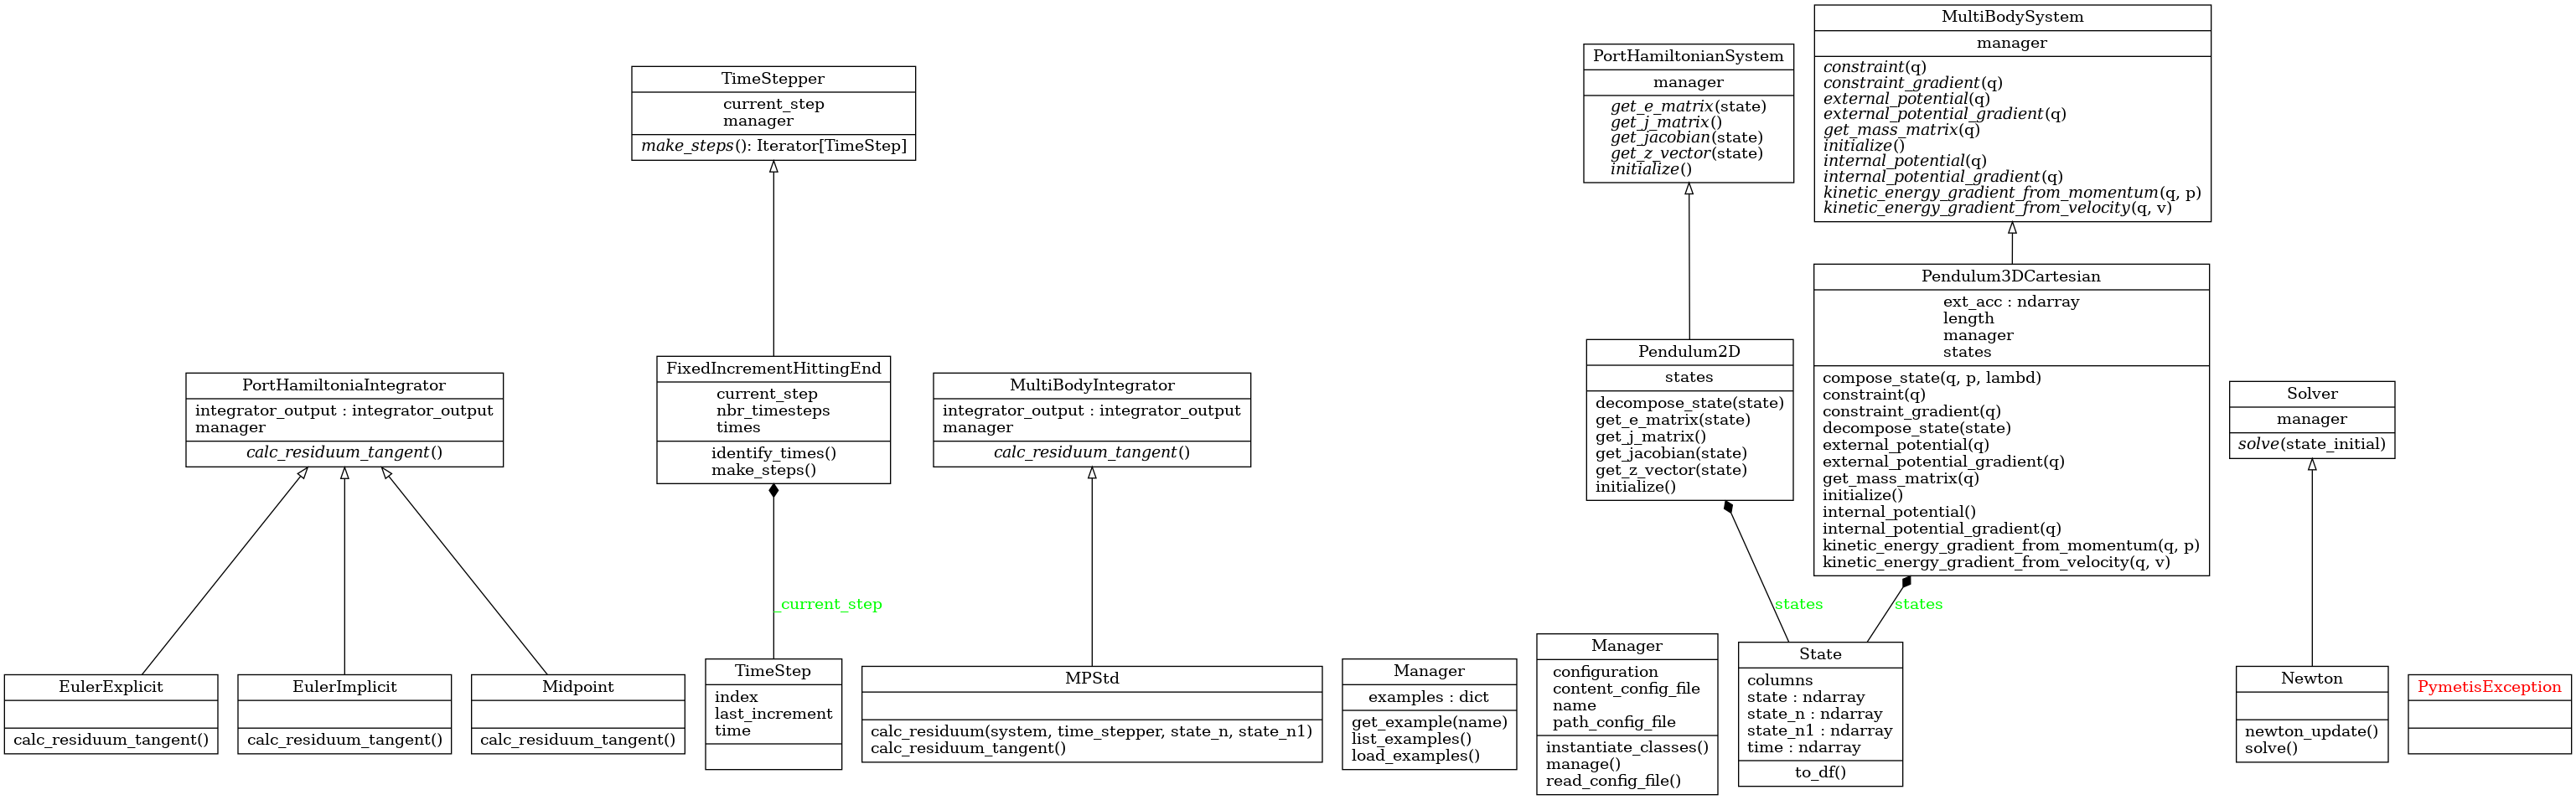 MultiBodySystem
manager
constraint(q)
constraint_gradient(q)
external_potential(q)
external_potential_gradient(q)
get_mass_matrix(q)
initialize()
internal_potential(q)
internal_potential_gradient(q)
kinetic_energy_gradient_from_momentum(q, p)
kinetic_energy_gradient_from_velocity(q, v)
PortHamiltonianSystem
manager
get_e_matrix(state)
get_j_matrix()
get_jacobian(state)
get_z_vector(state)
initialize()
TimeStepper
current_step
manager
make_steps(): Iterator[TimeStep]
Pendulum3DCartesian
ext_acc : ndarray
length
manager
states
compose_state(q, p, lambd)
constraint(q)
constraint_gradient(q)
decompose_state(state)
external_potential(q)
external_potential_gradient(q)
get_mass_matrix(q)
initialize()
internal_potential()
internal_potential_gradient(q)
kinetic_energy_gradient_from_momentum(q, p)
kinetic_energy_gradient_from_velocity(q, v)
Pendulum2D
states
decompose_state(state)
get_e_matrix(state)
get_j_matrix()
get_jacobian(state)
get_z_vector(state)
initialize()
FixedIncrementHittingEnd
current_step
nbr_timesteps
times
identify_times()
make_steps()
PortHamiltoniaIntegrator
integrator_output : integrator_output
manager
calc_residuum_tangent()
MultiBodyIntegrator
integrator_output : integrator_output
manager
calc_residuum_tangent()
Solver
manager
solve(state_initial)
_current_step
states
states
EulerExplicit
calc_residuum_tangent()
EulerImplicit
calc_residuum_tangent()
Midpoint
calc_residuum_tangent()
TimeStep
index
last_increment
time
MPStd
calc_residuum(system, time_stepper, state_n, state_n1)
calc_residuum_tangent()
Manager
examples : dict
get_example(name)
list_examples()
load_examples()
Manager
configuration
content_config_file
name
path_config_file
instantiate_classes()
manage()
read_config_file()
State
columns
state : ndarray
state_n : ndarray
state_n1 : ndarray
time : ndarray
to_df()
Newton
newton_update()
solve()
PymetisException